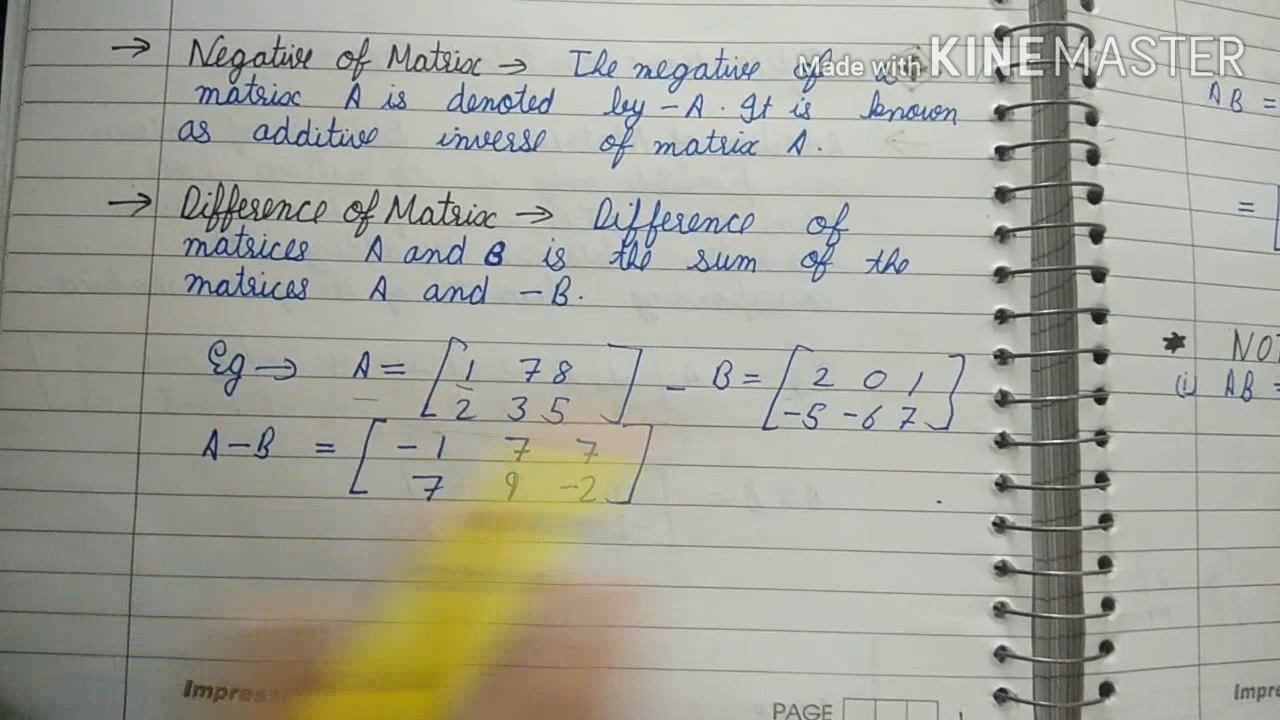 Made with KINEMASTER
→ Negative of Matrix → The negative of
matrix A is denoted by -A. It is known
as additive inverse of matrix A.
→ Difference of Matrix → Difference of
matrices A and B is the sum of the
matrices A and -B.
Eg → A = [1 7 8 - B = [2 0 1
2 3 5] -5 -6 7]
A-B = [-1 7 7
7 9 -2]
Impress
PAGE
AB =
=
* NOT
(i) AB =
Impre